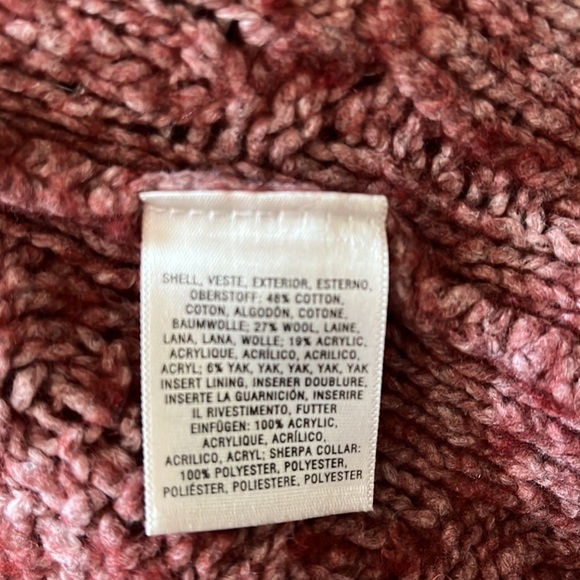 SHELL, VESTE, EXTERIOR, ESTERNO,
OBERSTOFF: 48% COTTON,
COTON, ALGODÓN, COTONE,
BAUMWOLLE; 27% WOOL, LAINE,
LANA, LANA, WOLLE; 19% ACRYLIC,
ACRYLIQUE, ACRÍLICO, ACRILICO,
ACRYL; 6% YAK, YAK, YAK, YAK, YAK
INSERT LINING, INSERER DOUBLURE,
INSERTE LA GUARNICIÓN, INSERIRE
IL RIVESTIMENTO, FUTTER
EINFÜGEN: 100% ACRYLIC,
ACRYLIQUE, ACRÍLICO,
ACRILICO, ACRYL; SHERPA COLLAR:
100% POLYESTER, POLYESTER,
POLIÉSTER, POLIESTERE, POLYESTER